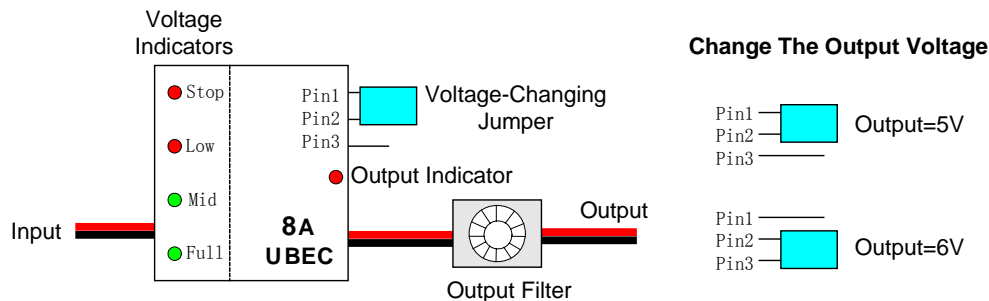 Voltage
Indicators
Stop
Low
Mid
Full
Input
Pin1
Pin2
Pin3
Voltage-Changing
Jumper
Output Indicator
8A
UBEC
Output
Output Filter
Change The Output Voltage
Pin1
Pin2
Pin3
Output=5V
Pin1
Pin2
Pin3
Output=6V